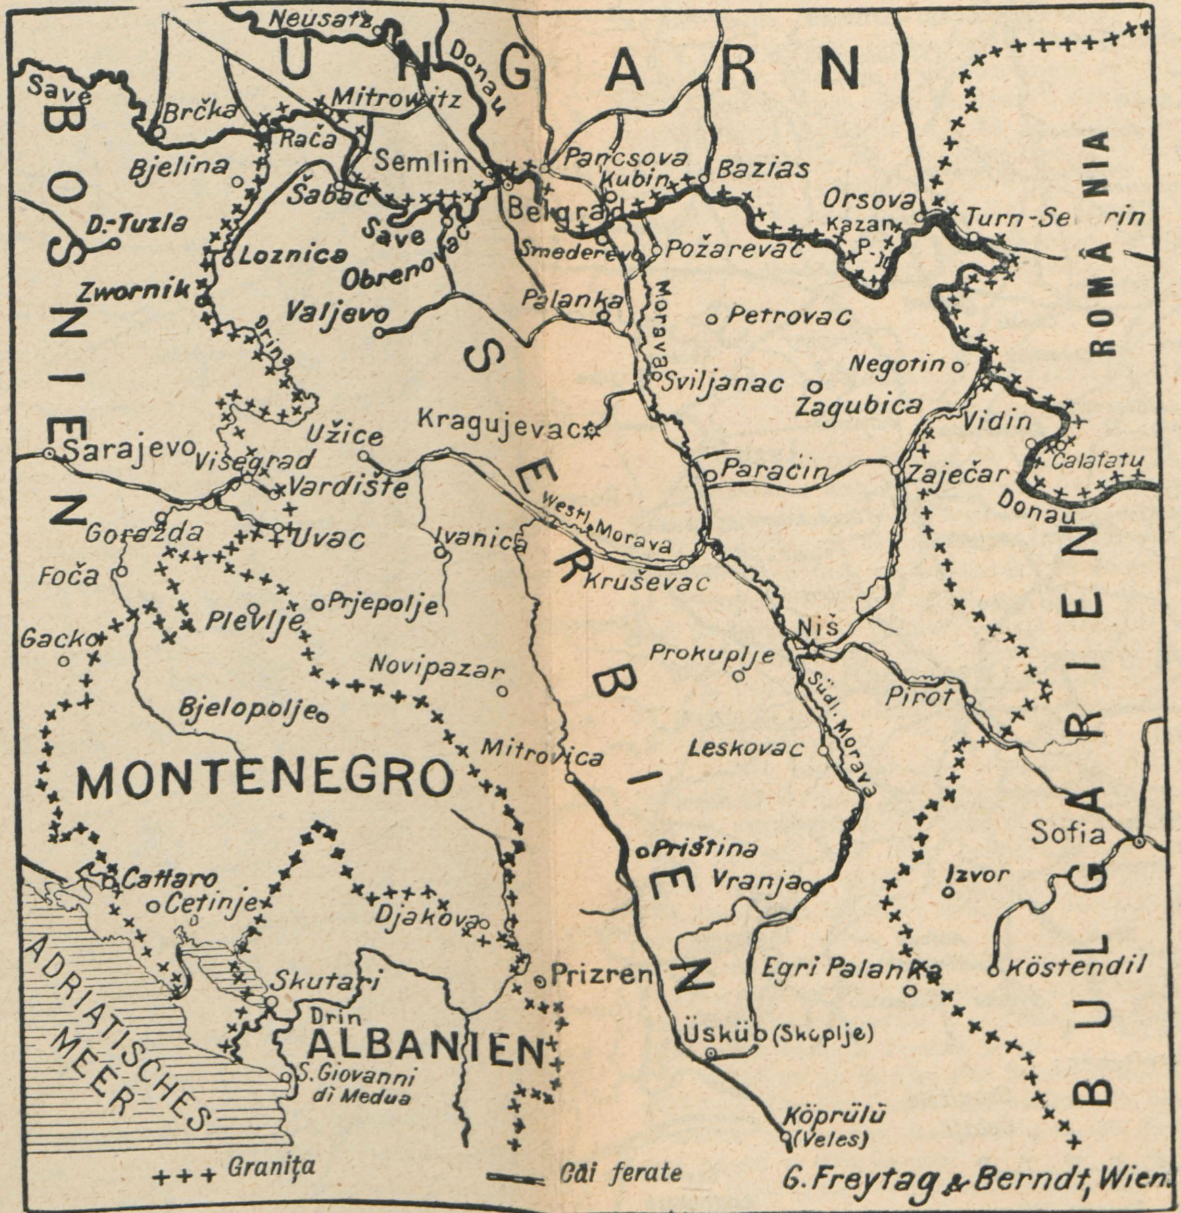 Neusatz
UNGARN
Donau
Save
Brčka
Mitrowitz
Rača
BOSNIEN
Bjelina
Semlin
Pancsova
Kubin
Bazias
Šabac
Belgrad
Orsova
Kazan P.
Turn-Se rin
ROMÂNIA
D.-Tuzla
Save
Loznica
Obrenovac
Smederevo
Požarevac
Zwornik
Valjevo
Palanka
Morava
Petrovac
Drina
Negotin
Sviljanac
Zagubica
Vidin
Kragujevac
Užice
Sarajevo
Višegrad
Paraćin
Zaječar
Calafatu
Vardište
Donau
SERBIEN
Westl. Morava
Goražda
Uvac
Ivanica
Foča
Kruševac
Plevlje
Prjepolje
Niš
Gacko
Prokuplje
Novipazar
Südl. Morava
Pirot
Bjelopolje
Mitrovica
Leskovac
MONTENEGRO
BULGARIEN
Sofia
Priština
Cattaro
Vranja
Izvor
Cetinje
Djakova
ADRIATISCHES MEER
Prizren
Egri Palanka
Köstendil
Skutari
Drin
ALBANIEN
Üsküb (Skoplje)
S. Giovanni
di Medua
Köprülü
(Veles)
+++ Granița
Căi ferate
G. Freytag & Berndt, Wien.